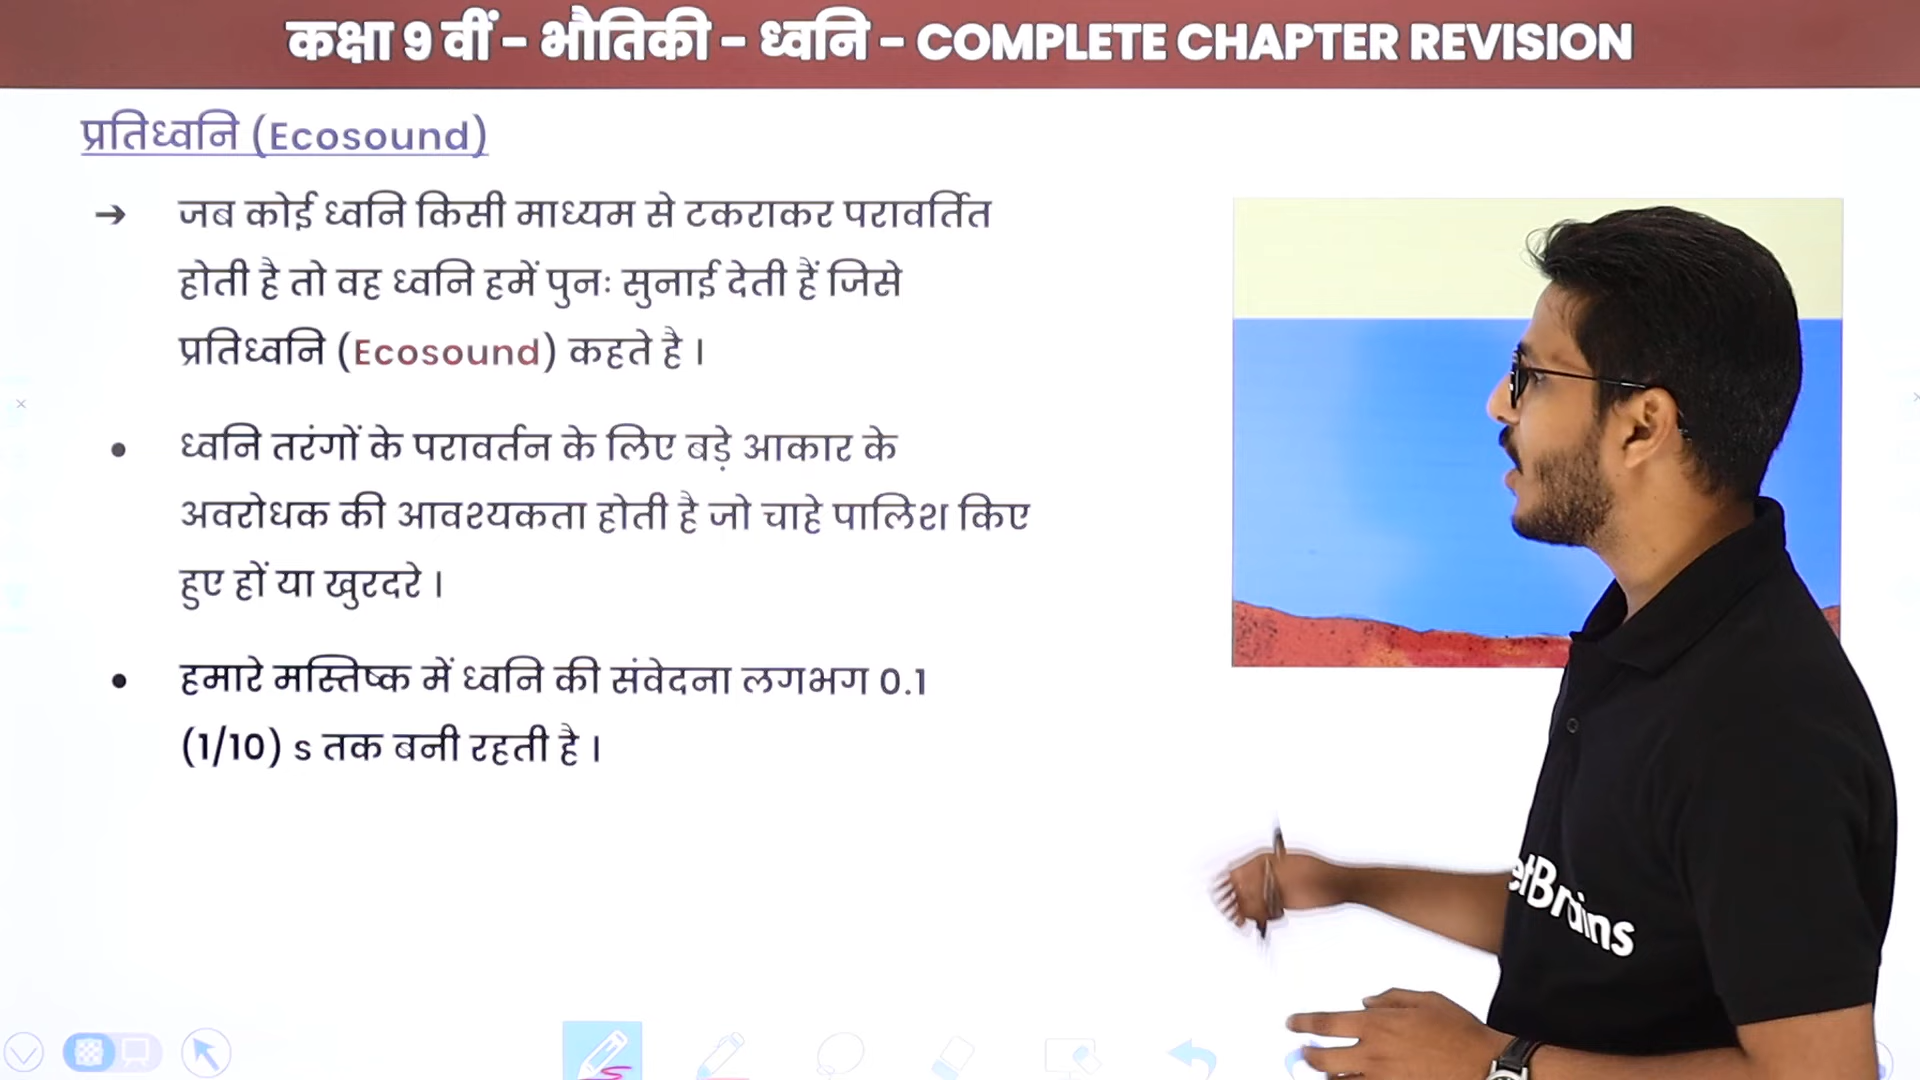 कक्षा 9 वीं - भौतिकी - ध्वनि - COMPLETE CHAPTER REVISION
प्रतिध्वनि (Ecosound)
➔ जब कोई ध्वनि किसी माध्यम से टकराकर परावर्तित
होती है तो वह ध्वनि हमें पुनः सुनाई देती हैं जिसे
प्रतिध्वनि (Ecosound) कहते है ।
• ध्वनि तरंगों के परावर्तन के लिए बड़े आकार के
अवरोधक की आवश्यकता होती है जो चाहे पालिश किए
हुए हों या खुरदरे ।
• हमारे मस्तिष्क में ध्वनि की संवेदना लगभग 0.1
(1/10) s तक बनी रहती है ।
etBrains